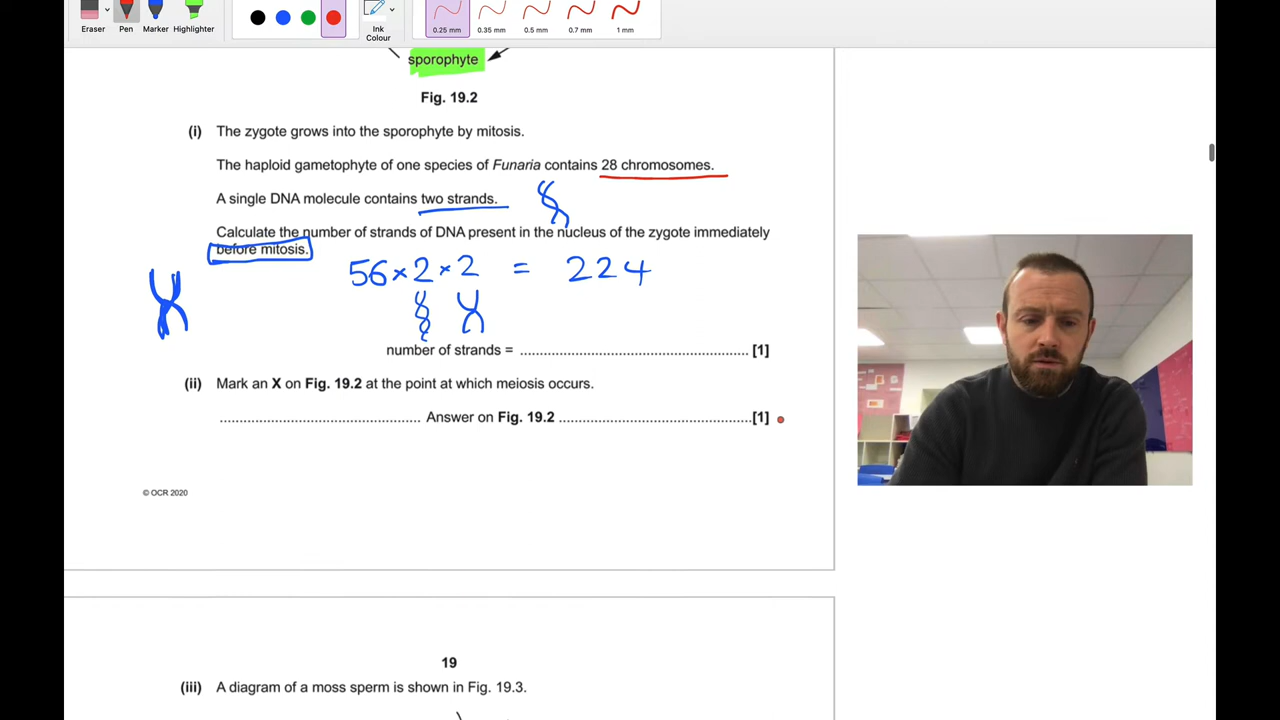 Eraser
Pen
Marker
Highlighter
Ink
Colour
0.25 mm
0.35 mm
0.5 mm
0.7 mm
1 mm
sporophyte
Fig. 19.2
(i) The zygote grows into the sporophyte by mitosis.
The haploid gametophyte of one species of Funaria contains 28 chromosomes.
A single DNA molecule contains two strands.
Calculate the number of strands of DNA present in the nucleus of the zygote immediately
before mitosis.
56 × 2 × 2 = 224
number of strands = ........................................................ [1]
(ii) Mark an X on Fig. 19.2 at the point at which meiosis occurs.
.................................................. Answer on Fig. 19.2 ................................................[1]
© OCR 2020
19
(iii) A diagram of a moss sperm is shown in Fig. 19.3.